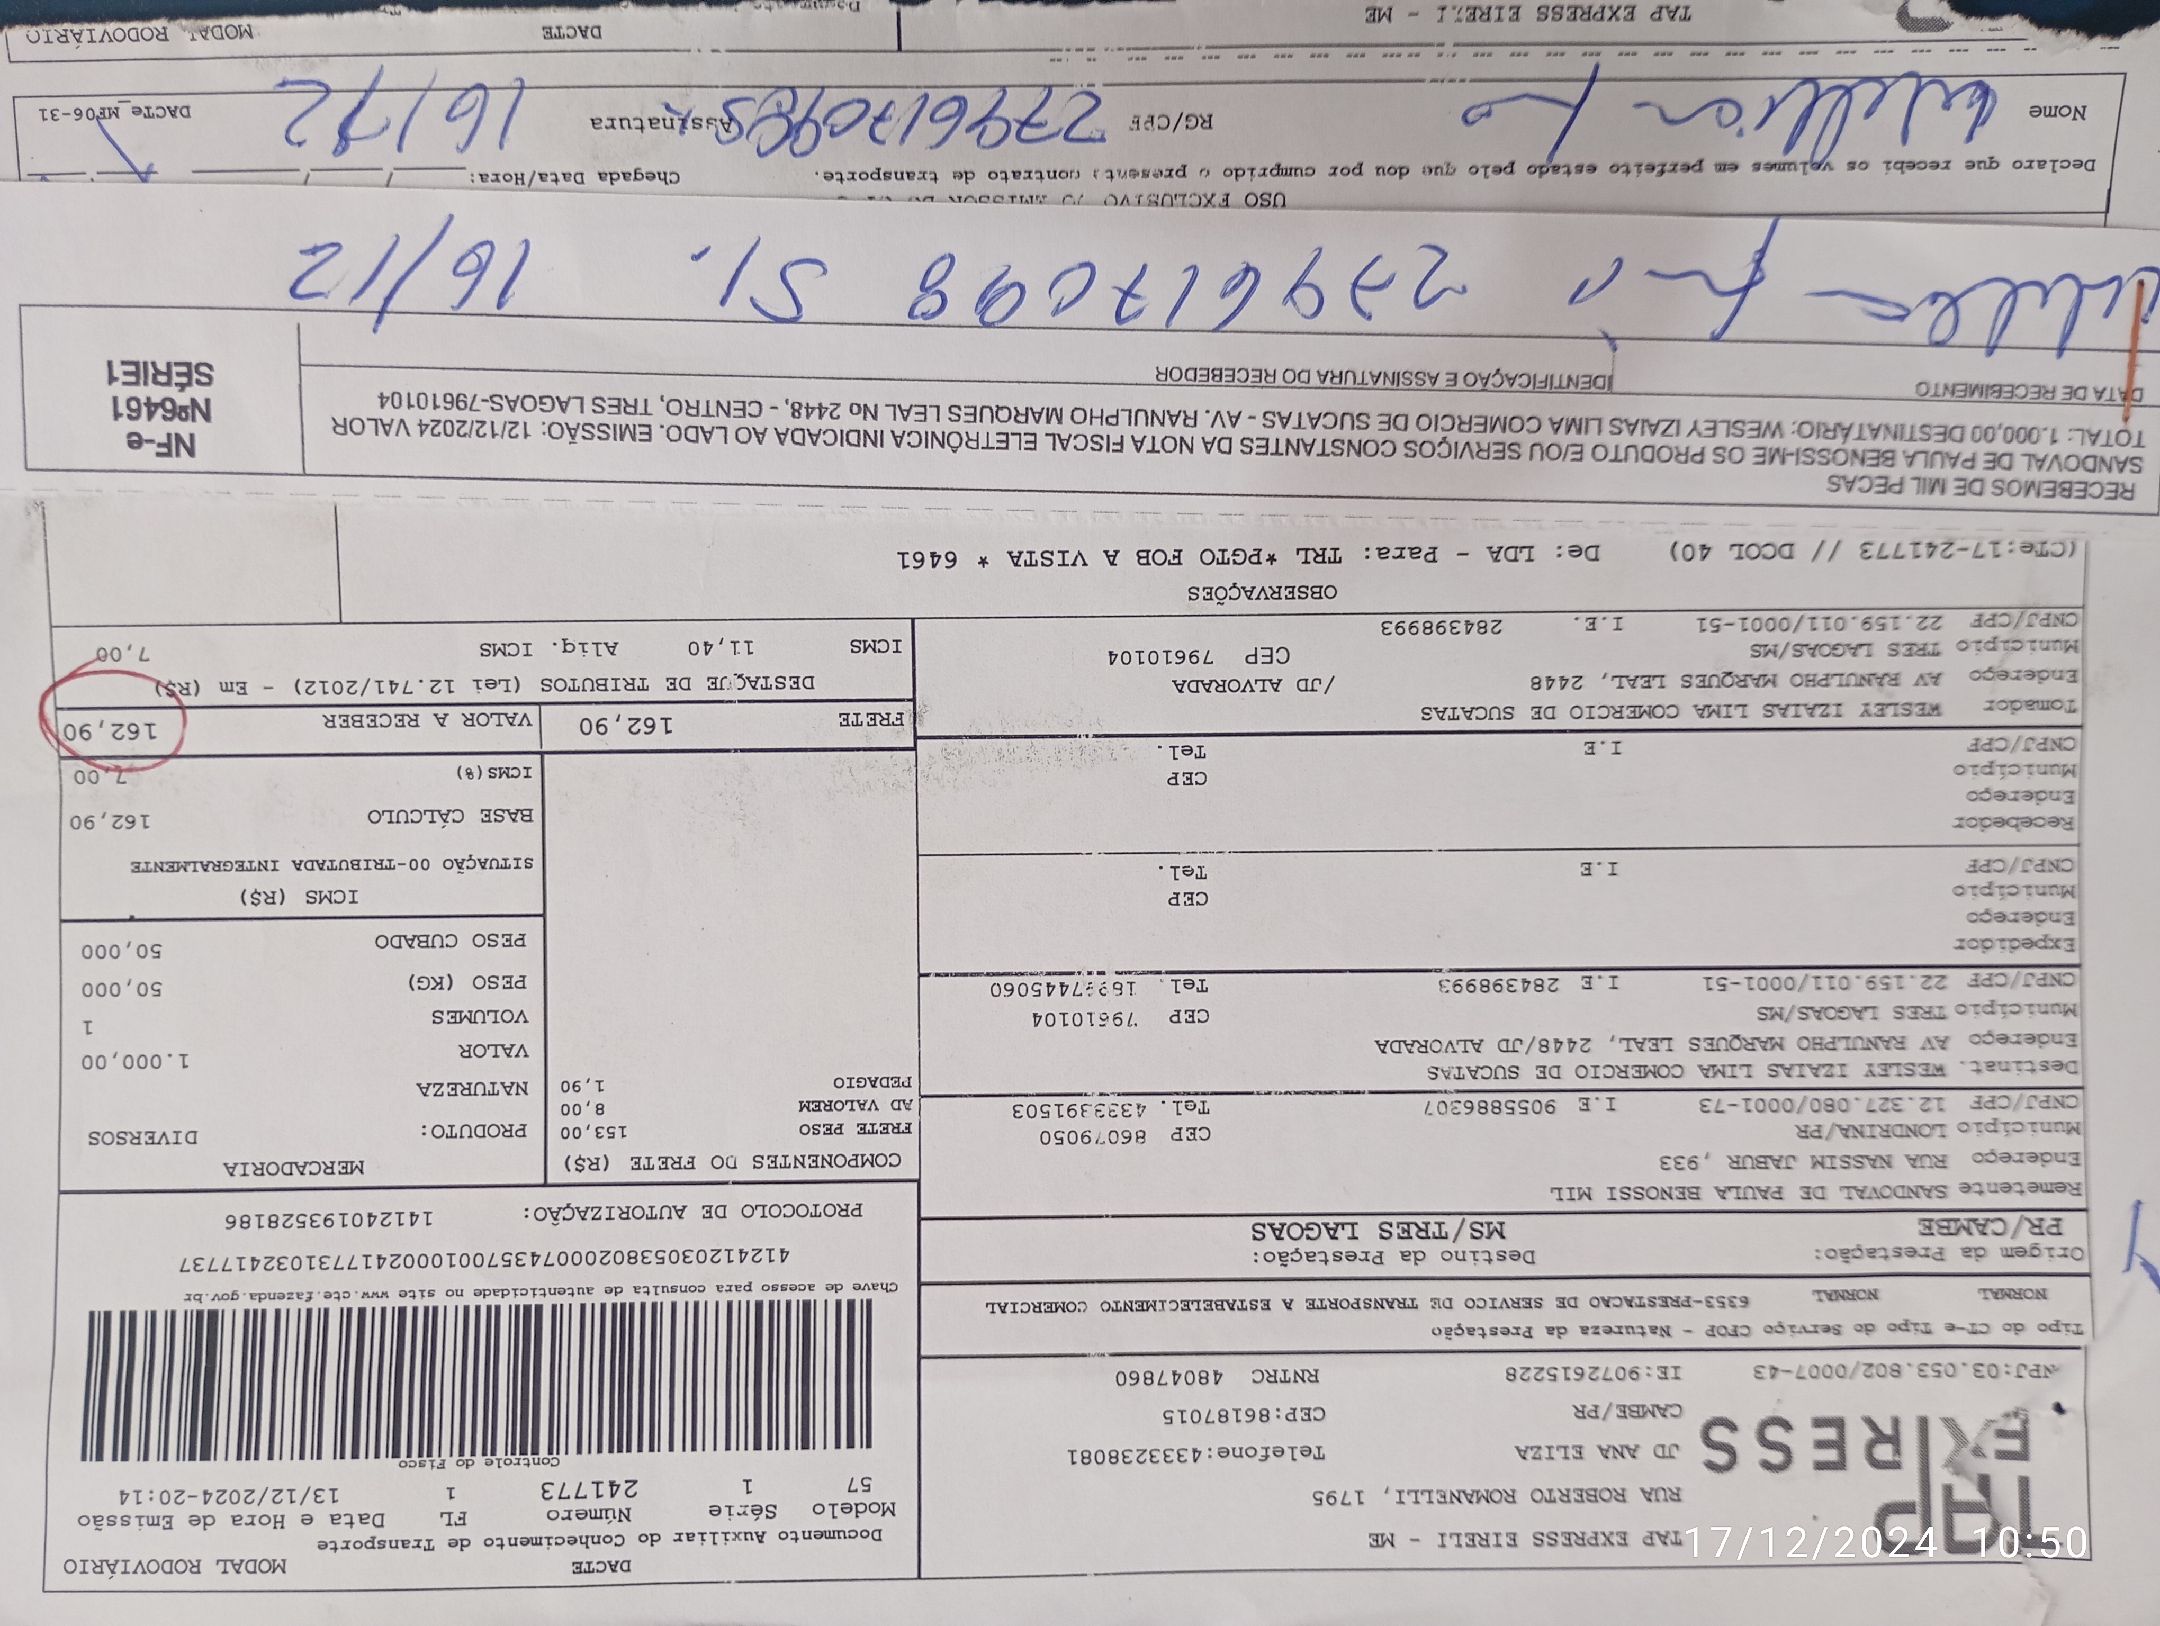 DACTE MODAL RODOVIÁRIO
Documento Auxiliar do Conhecimento de Transporte
Modelo Série Número FL Data e Hora de Emissão
57 1 241773 1 13/12/2024-20:14
Controle do Fisco
Chave de acesso para consulta de autenticidade no site www.cte.fazenda.gov.br
PROTOCOLO DE AUTORIZAÇÃO: 141240193528186
TAP EXPRESS
TAP EXPRESS EIRELI - ME
RUA ROBERTO ROMANELLI, 1795
JD ANA ELIZA Telefone:4333238081
CAMBE/PR CEP:86187015
NPJ:03.053.802/0007-43 IE:9072615228 RNTRC 48047860
Tipo do CT-e Tipo do Serviço CFOP - Natureza da Prestação
NORMAL NORMAL 6353-PRESTACAO DE SERVICO DE TRANSPORTE A ESTABELECIMENTO COMERCIAL
Origem da Prestação: Destino da Prestação:
PR/CAMBE MS/TRES LAGOAS
Remetente SANDOVAL DE PAULA BENOSSI MIL
Endereço RUA NASSIM JABUR ,933
Município LONDRINA/PR CEP 86079050
CNPJ/CPF 12.327.080/0001-73 I.E 905586307 Tel. 4333391503
Destinat. WESLEY IZAIAS LIMA COMERCIO DE SUCATAS
Endereço AV RANULPHO MARQUES LEAL, 2448/JD ALVORADA
Município TRES LAGOAS/MS CEP 79610104
CNPJ/CPF 22.159.011/0001-51 I.E 284398993 Tel.
Expedidor
Endereço
Município CEP
CNPJ/CPF I.E Tel.
Recebedor
Endereço
Município CEP
CNPJ/CPF I.E Tel.
Tomador WESLEY IZAIAS LIMA COMERCIO DE SUCATAS
Endereço AV RANULPHO MARQUES LEAL, 2448 /JD ALVORADA
Município TRES LAGOAS/MS CEP 79610104
CNPJ/CPF 22.159.011/0001-51 I.E. 284398993
COMPONENTES DO FRETE (R$)
FRETE PESO 153,00
AD VALOREM 8,00
PEDAGIO 1,90
MERCADORIA
PRODUTO: DIVERSOS
NATUREZA
VALOR 1.000,00
VOLUMES 1
PESO (KG) 50,000
PESO CUBADO 50,000
ICMS (R$)
SITUAÇÃO 00-TRIBUTADA INTEGRALMENTE
BASE CÁLCULO 162,90
ICMS(%) 7,00
FRETE 162,90 VALOR A RECEBER 162,90
DESTAQUE DE TRIBUTOS (Lei 12.741/2012) - Em (R$)
ICMS 11,40 Aliq. ICMS 7,00
OBSERVAÇÕES
(CTe:17-241773 // DCOL 40) De: LDA - Para: TRL *PGTO FOB A VISTA * 6461
RECEBEMOS DE MIL PECAS
SANDOVAL DE PAULA BENOSSI-ME OS PRODUTO E/OU SERVIÇOS CONSTANTES DA NOTA FISCAL ELETRÔNICA INDICADA AO LADO. EMISSÃO: 12/12/2024 VALOR
TOTAL: 1.000,00 DESTINATÁRIO: WESLEY IZAIAS LIMA COMERCIO DE SUCATAS - AV. RANULPHO MARQUES LEAL No 2448, - CENTRO, TRES LAGOAS-79610104
DATA DE RECEBIMENTO IDENTIFICAÇÃO E ASSINATURA DO RECEBEDOR
NF-e
Nº6461
SÉRIE1
16/12
USO EXCLUSIVO DO EMISSOR DO
Declaro que recebi os volumes em perfeito estado pelo que dou por cumprido o presente contrato de transporte. Chegada Data/Hora:
Nome RG/CPF Assinatura 16/12 DACTe_MF06-31
TAP EXPRESS EIRELI - ME DACTE MODAL RODOVIÁRIO
17/12/2024 10:50